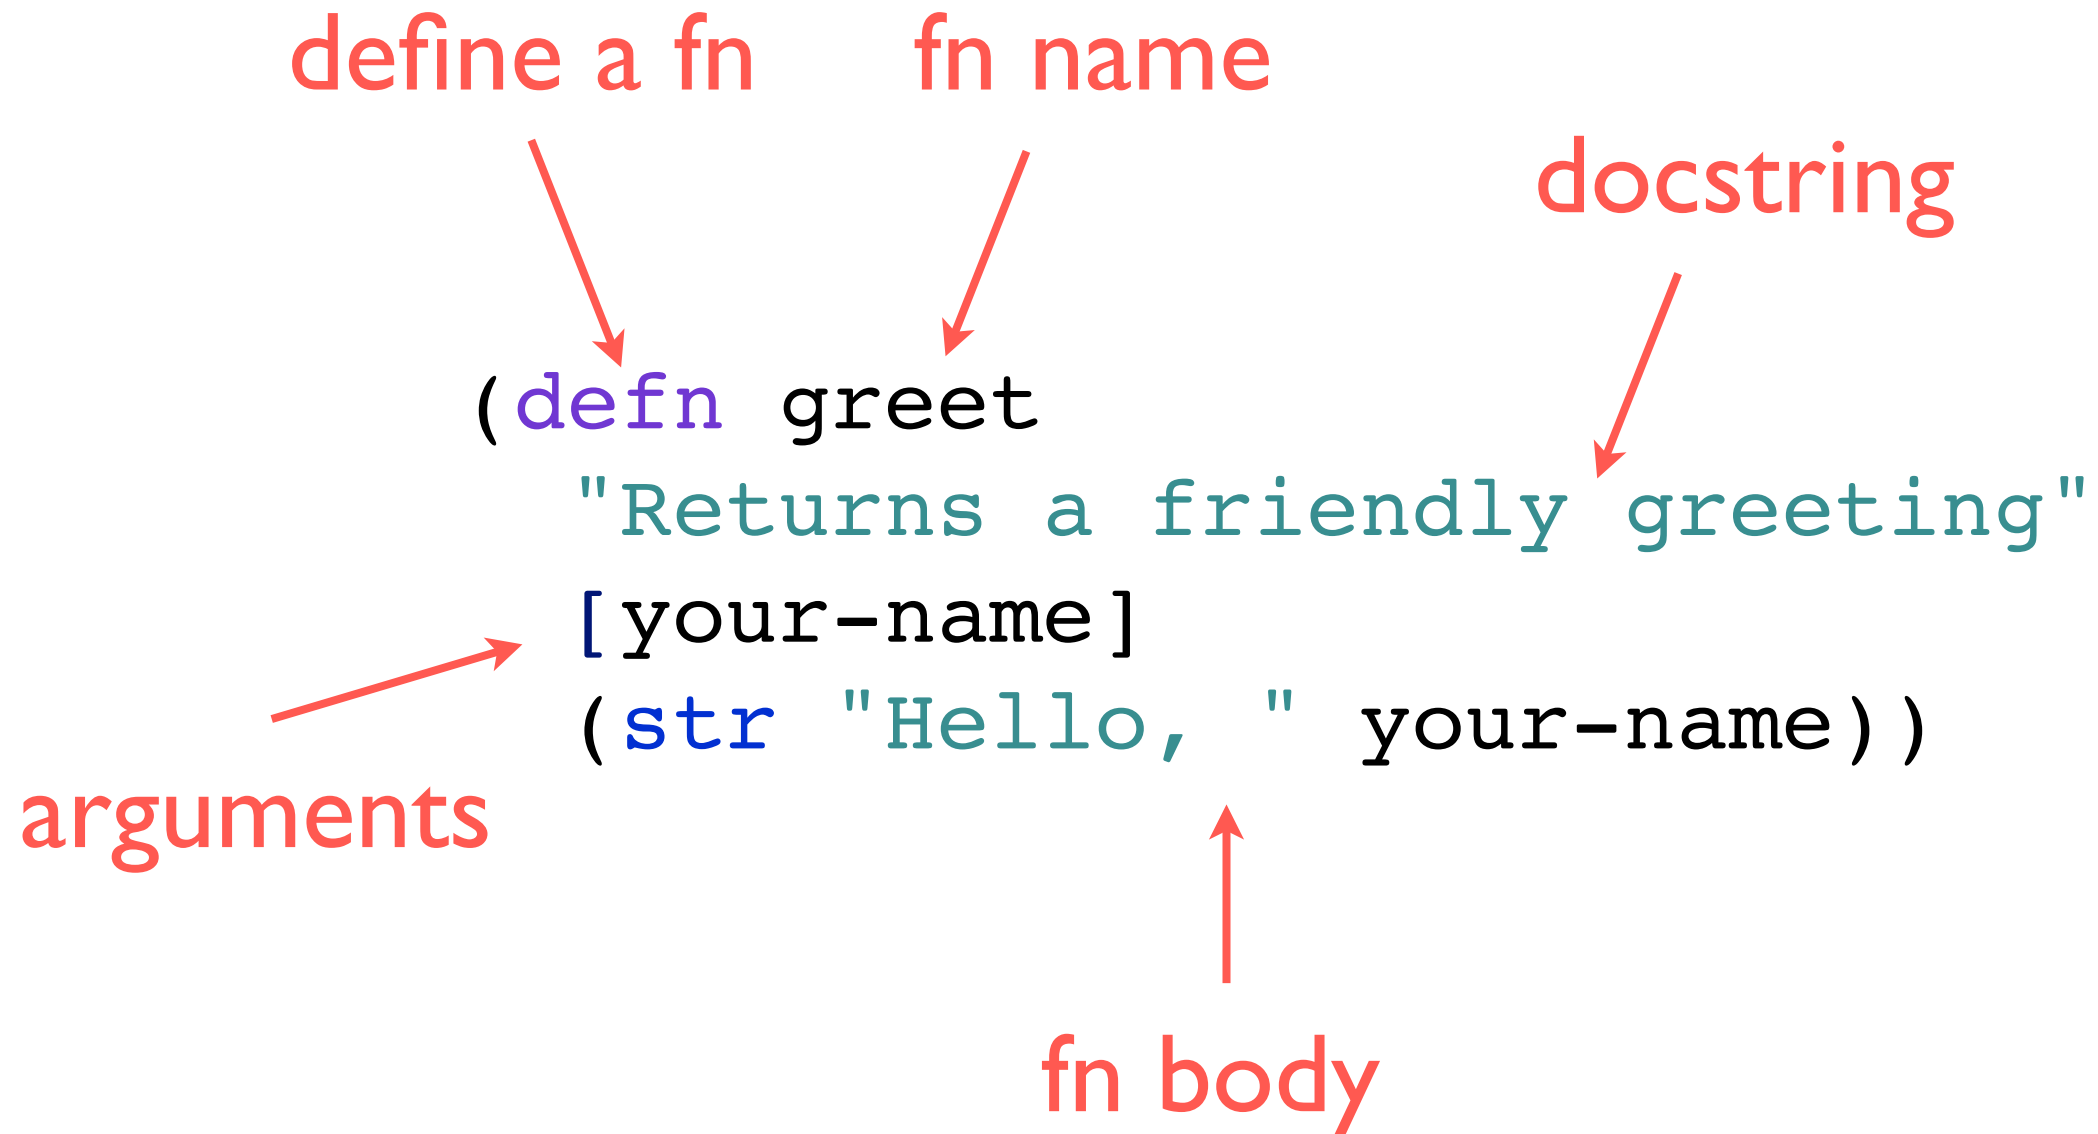 define a fn
fn name
docstring
(defn greet
"Returns a friendly greeting"
[your-name]
(str "Hello, " your-name))
arguments
fn body